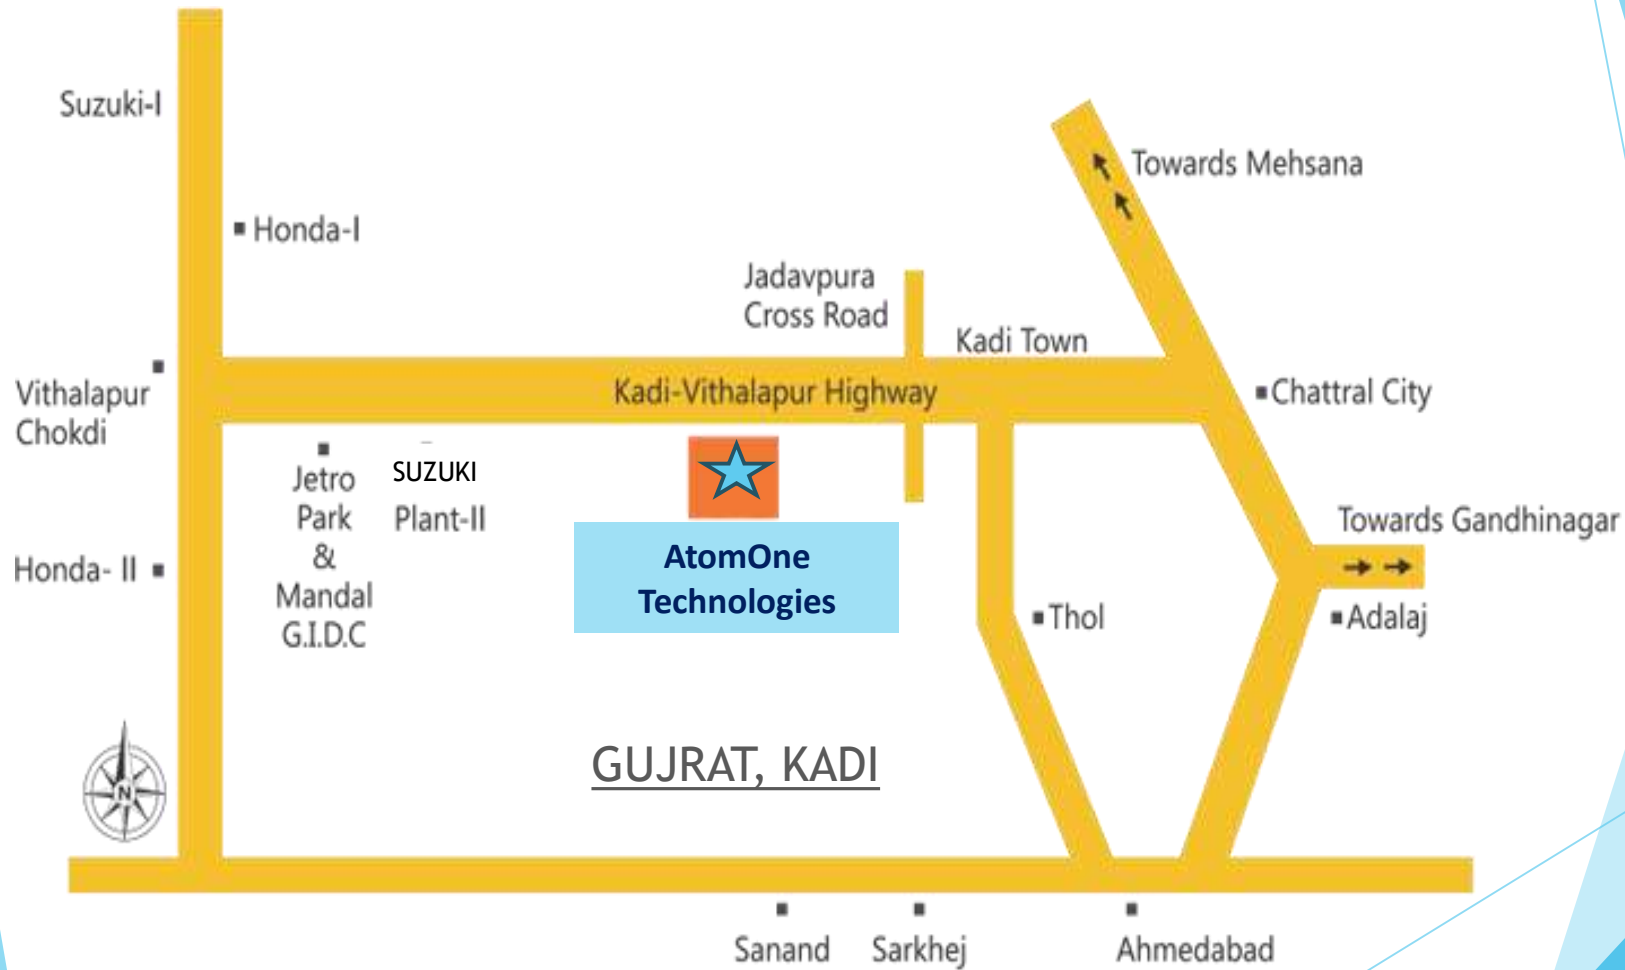 Suzuki-I
Towards Mehsana
Honda-I
Jadavpura
Cross Road
Kadi Town
Kadi-Vithalapur Highway
Chattral City
Vithalapur
Chokdi
Jetro
Park
&
Mandal
G.I.D.C
SUZUKI
Plant-II
Towards Gandhinagar
AtomOne
Technologies
Honda- II
Thol
Adalaj
GUJRAT, KADI
N
Sanand
Sarkhej
Ahmedabad